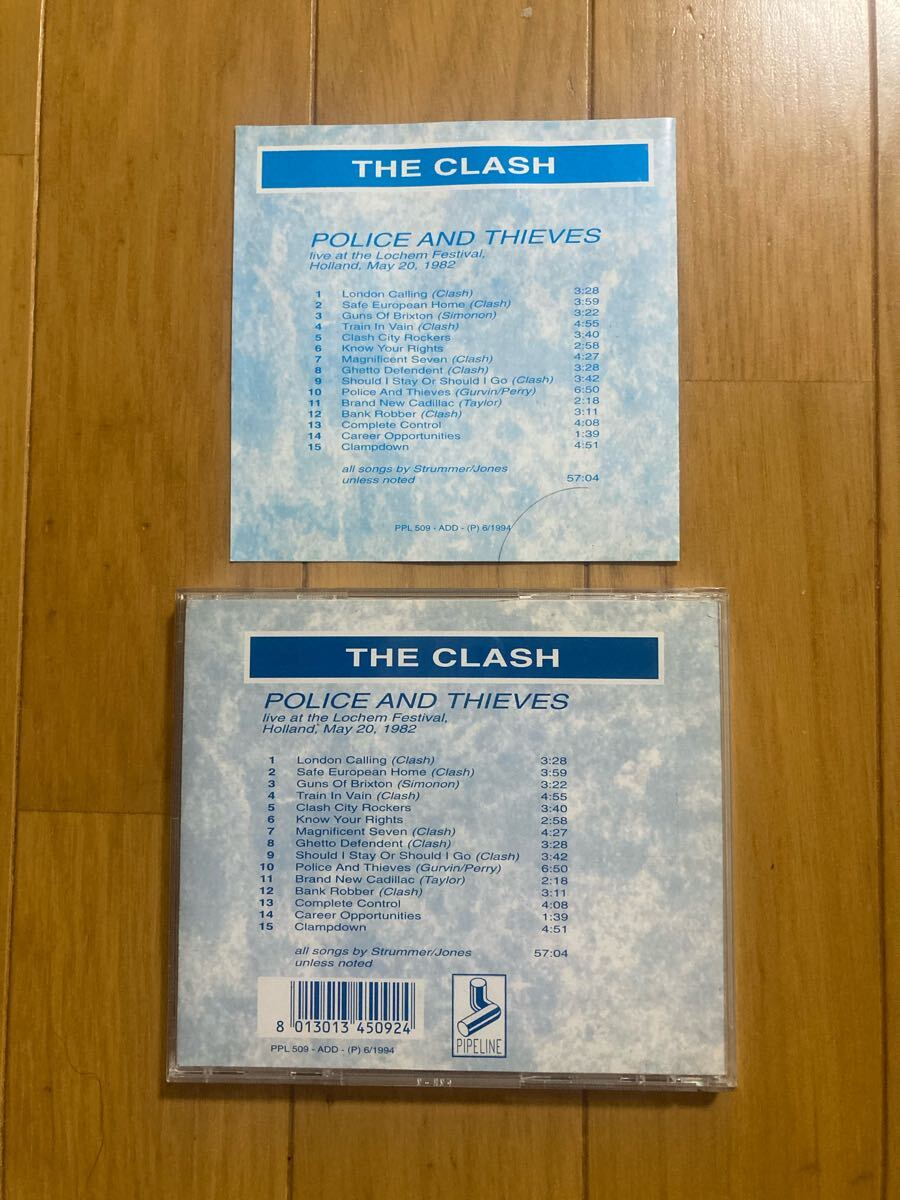 THE CLASH
POLICE AND THIEVES
live at the Lochem Festival,
Holland, May 20, 1982
1 London Calling (Clash) 3:28
2 Safe European Home (Clash) 3:59
3 Guns Of Brixton (Simonon) 3:22
4 Train In Vain (Clash) 4:55
5 Clash City Rockers 3:40
6 Know Your Rights 2:58
7 Magnificent Seven (Clash) 4:27
8 Ghetto Defendent (Clash) 3:28
9 Should I Stay Or Should I Go (Clash) 3:42
10 Police And Thieves (Gurvin/Perry) 6:50
11 Brand New Cadillac (Taylor) 2:18
12 Bank Robber (Clash) 3:11
13 Complete Control 4:08
14 Career Opportunities 1:39
15 Clampdown 4:51
all songs by Strummer/Jones
unless noted 57:04
PPL 509 - ADD - (P) 6/1994
THE CLASH
POLICE AND THIEVES
live at the Lochem Festival,
Holland, May 20, 1982
1 London Calling (Clash) 3:28
2 Safe European Home (Clash) 3:59
3 Guns Of Brixton (Simonon) 3:22
4 Train In Vain (Clash) 4:55
5 Clash City Rockers 3:40
6 Know Your Rights 2:58
7 Magnificent Seven (Clash) 4:27
8 Ghetto Defendent (Clash) 3:28
9 Should I Stay Or Should I Go (Clash) 3:42
10 Police And Thieves (Gurvin/Perry) 6:50
11 Brand New Cadillac (Taylor) 2:18
12 Bank Robber (Clash) 3:11
13 Complete Control 4:08
14 Career Opportunities 1:39
15 Clampdown 4:51
all songs by Strummer/Jones 57:04
unless noted
8 013013 450924
PIPELINE
PPL 509 - ADD - (P) 6/1994